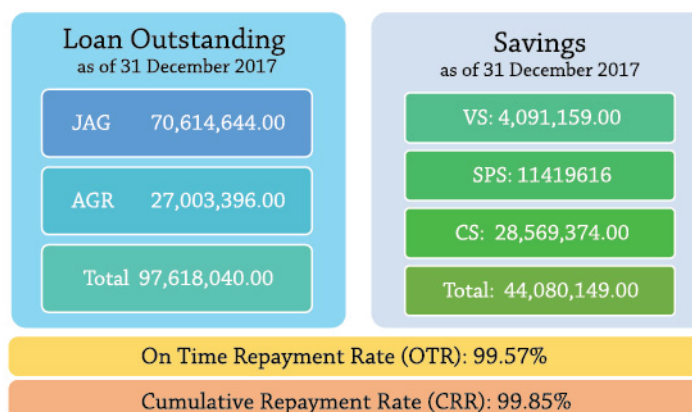 Loan Outstanding
as of 31 December 2017
JAG 70,614,644.00
AGR 27,003,396.00
Total 97,618,040.00
Savings
as of 31 December 2017
VS: 4,091,159.00
SPS: 11419616
CS: 28,569,374.00
Total: 44,080,149.00
On Time Repayment Rate (OTR): 99.57%
Cumulative Repayment Rate (CRR): 99.85%